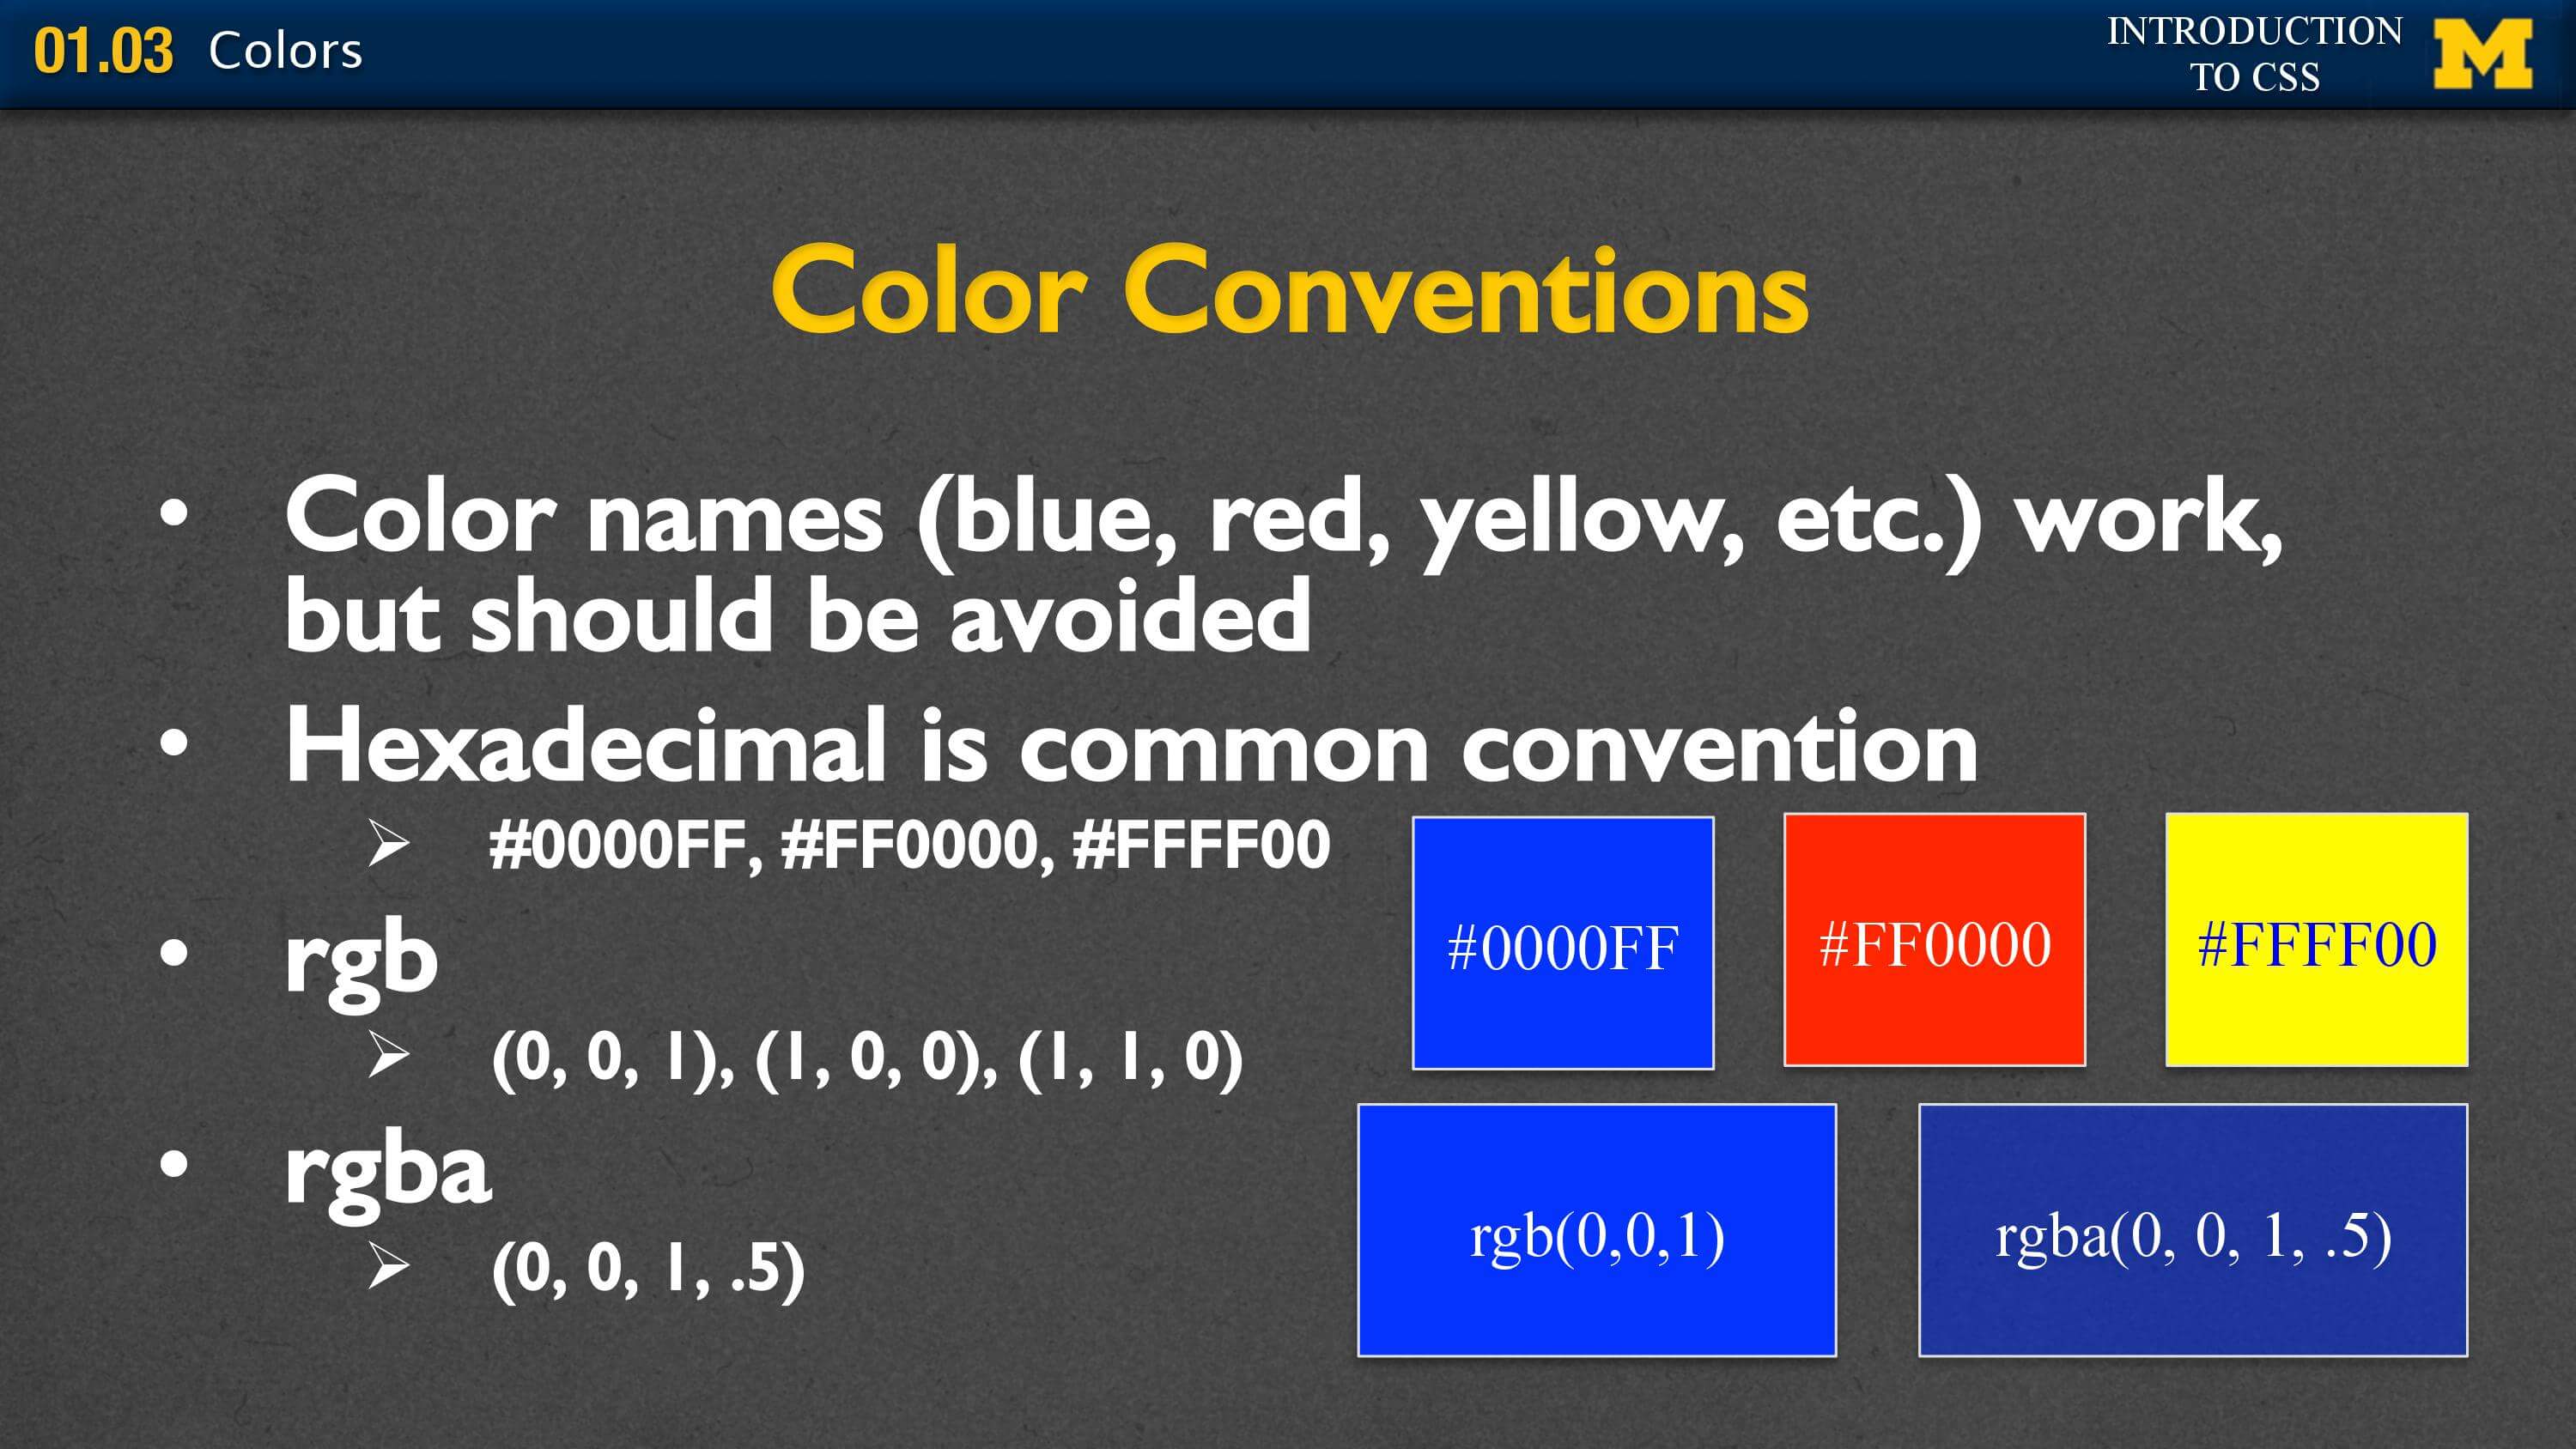 01.03 Colors
INTRODUCTION
TO CSS
M
Color Conventions
• Color names (blue, red, yellow, etc.) work,
but should be avoided
• Hexadecimal is common convention
➢ #0000FF, #FF0000, #FFFF00
• rgb
➢ (0, 0, 1), (1, 0, 0), (1, 1, 0)
• rgba
➢ (0, 0, 1, .5)
#0000FF
#FF0000
#FFFF00
rgb(0,0,1)
rgba(0, 0, 1, .5)